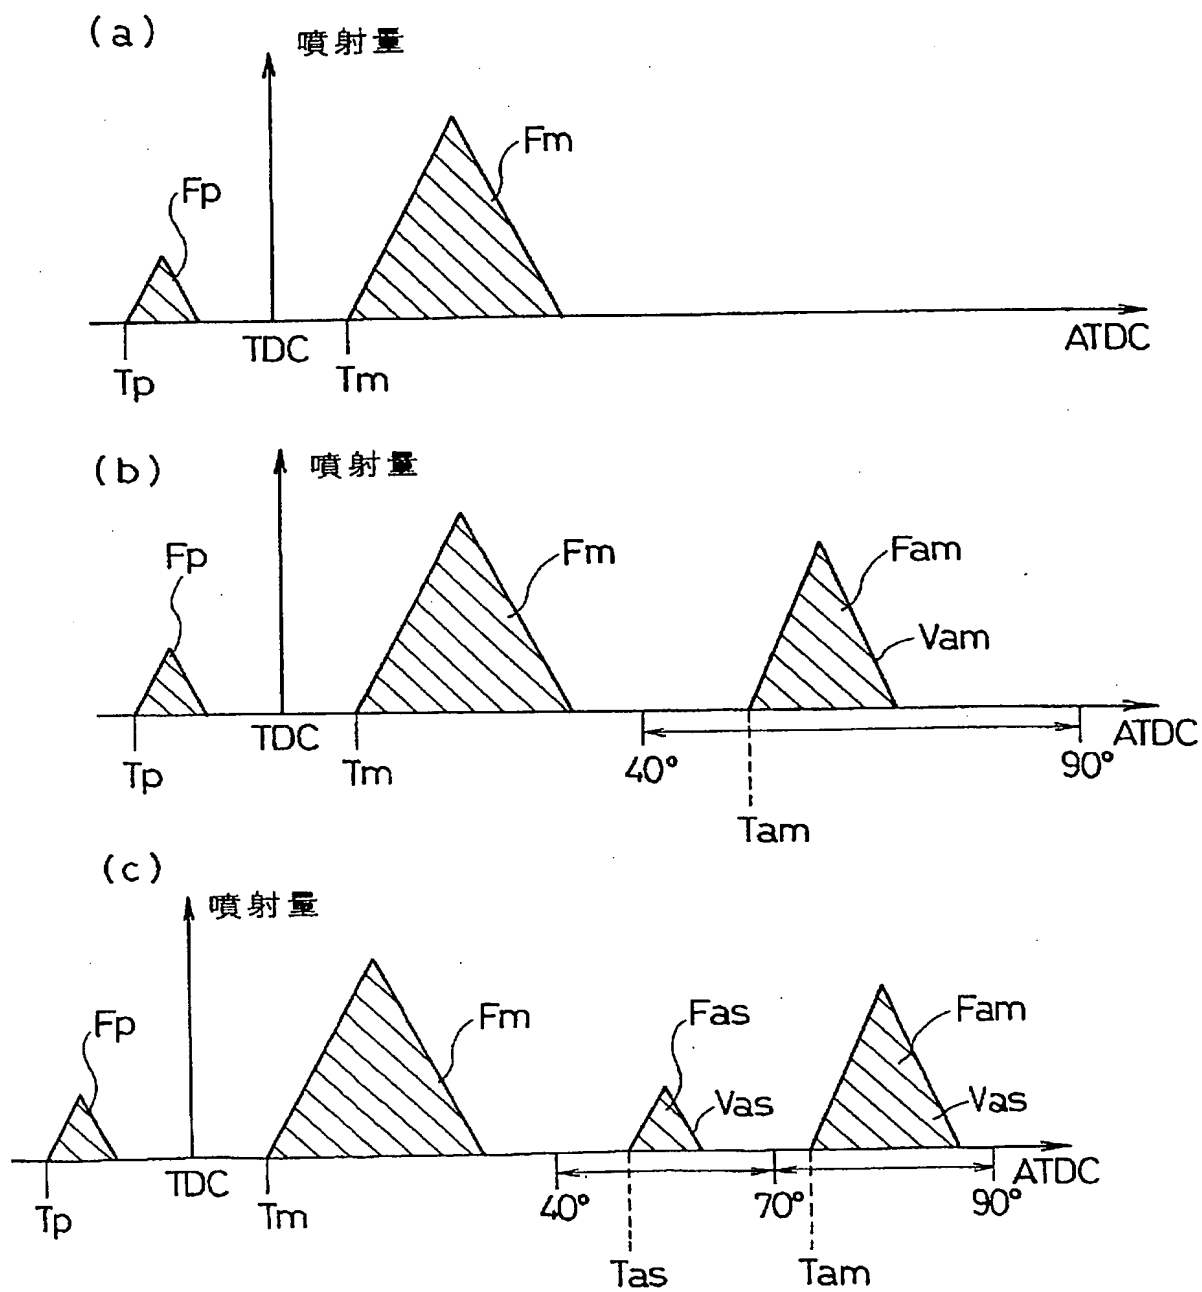 (a)
噴射量
Fm
Fp
TDC
ATDC
Tp
Tm
(b)
噴射量
Fp
Fm
Fam
Vam
TDC
ATDC
Tp
Tm
40°
90°
Tam
(c)
噴射量
Fp
Fm
Fas
Fam
Vas
Vas
TDC
ATDC
Tp
Tm
40°
70°
90°
Tas
Tam